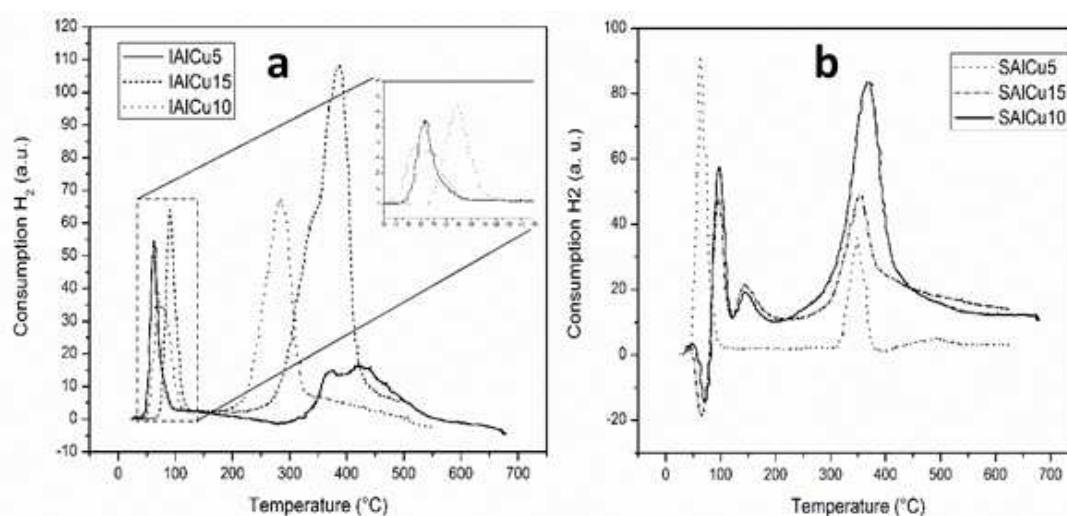 a
IAlCu5
IAlCu15
IAlCu10
Consumption H2 (a.u.)
120
110
100
90
80
70
60
50
40
30
20
10
0
-10
0 100 200 300 400 500 600 700
Temperature (°C)
b
SAlCu5
SAlCu15
SAlCu10
Consumption H2 (a. u.)
100
80
60
40
20
0
-20
0 100 200 300 400 500 600 700
Temperature (°C)